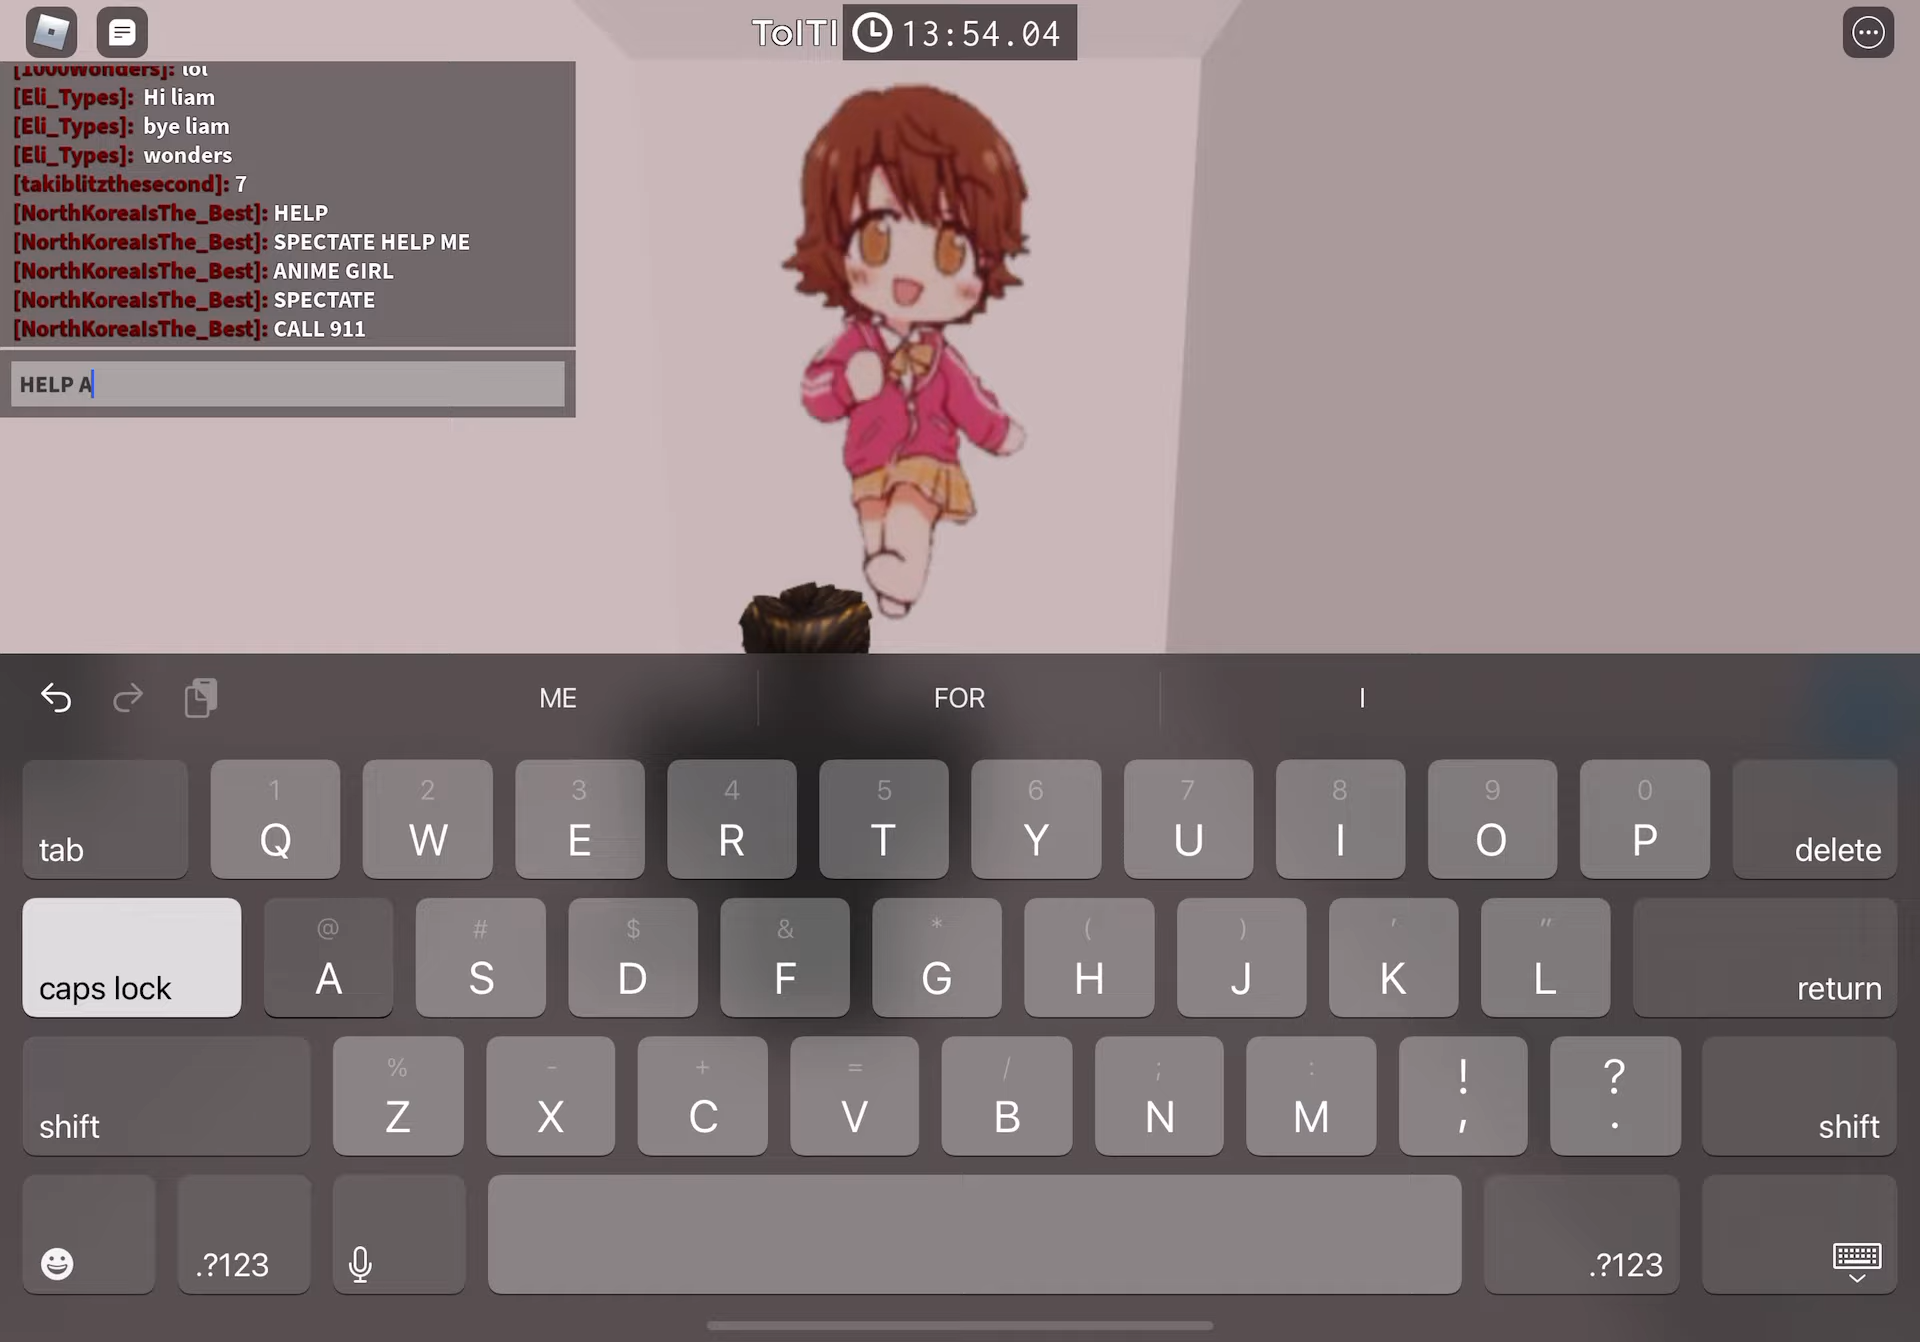 ToITI 13:54.04
[1000Wonders]: lol
[Eli_Types]: Hi liam
[Eli_Types]: bye liam
[Eli_Types]: wonders
[takiblitzthesecond]: 7
[NorthKoreaIsThe_Best]: HELP
[NorthKoreaIsThe_Best]: SPECTATE HELP ME
[NorthKoreaIsThe_Best]: ANIME GIRL
[NorthKoreaIsThe_Best]: SPECTATE
[NorthKoreaIsThe_Best]: CALL 911
HELP A
ME FOR I
1 2 3 4 5 6 7 8 9 0
tab Q W E R T Y U I O P delete
@ # $ & * ( ) ' "
caps lock A S D F G H J K L return
% - + = / ; : ! ?
shift Z X C V B N M , . shift
.?123 .?123